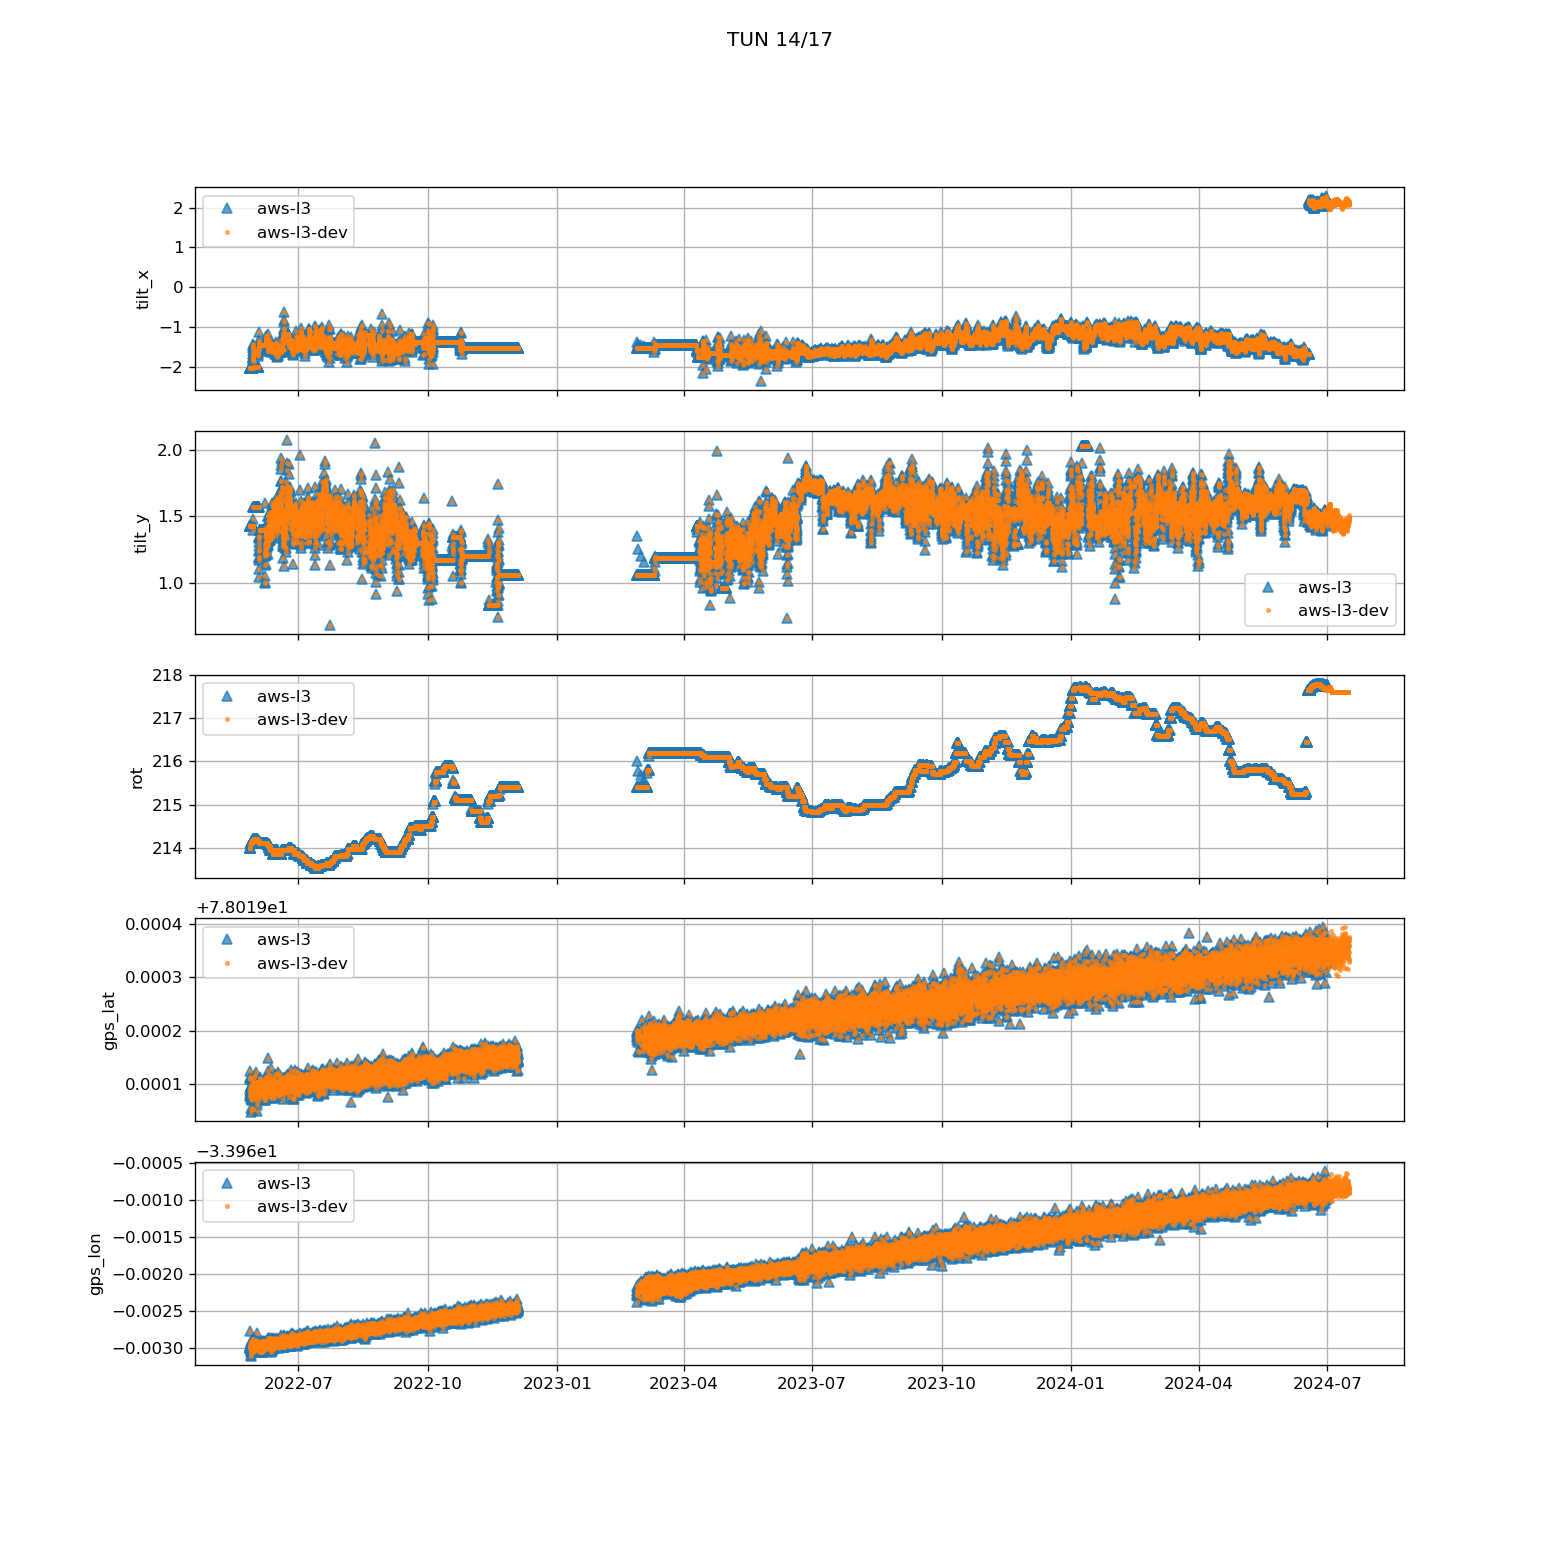 TUN 14/17
2
1
0
−1
−2
tilt_x
aws-l3
aws-l3-dev
2.0
1.5
1.0
tilt_y
aws-l3
aws-l3-dev
218
217
216
215
214
rot
aws-l3
aws-l3-dev
+7.8019e1
0.0004
0.0003
0.0002
0.0001
gps_lat
aws-l3
aws-l3-dev
−3.396e1
−0.0005
−0.0010
−0.0015
−0.0020
−0.0025
−0.0030
gps_lon
aws-l3
aws-l3-dev
2022-07 2022-10 2023-01 2023-04 2023-07 2023-10 2024-01 2024-04 2024-07